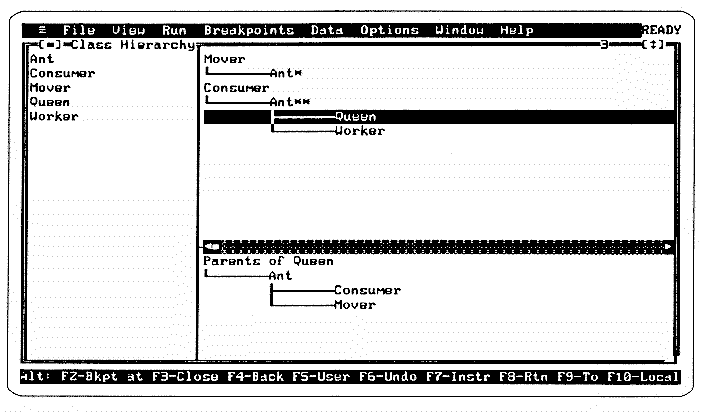 ≡ File View Run Breakpoints Data Options Window Help READY
[■]=Class Hierarchy 3 [↕]
Ant
Consumer
Mover
Queen
Worker
Mover
Ant*
Consumer
Ant**
Queen
Worker
Parents of Queen
Ant
Consumer
Mover
Alt: F2-Bkpt at F3-Close F4-Back F5-User F6-Undo F7-Instr F8-Rtn F9-To F10-Local